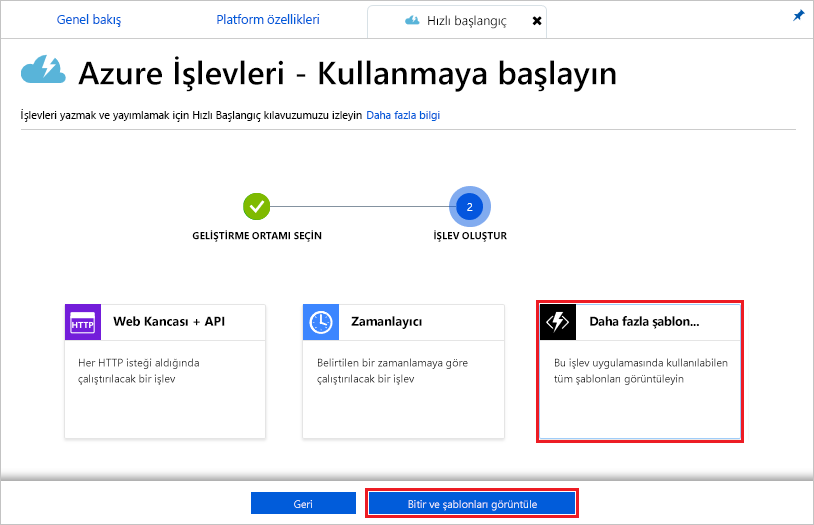 Genel bakış
Platform özellikleri
Hızlı başlangıç
Azure İşlevleri - Kullanmaya başlayın
İşlevleri yazmak ve yayımlamak için Hızlı Başlangıç kılavuzumuzu izleyin Daha fazla bilgi
2
GELİŞTİRME ORTAMI SEÇİN
İŞLEV OLUŞTUR
HTTP
Web Kancası + API
Her HTTP isteği aldığında
çalıştırılacak bir işlev
Zamanlayıcı
Belirtilen bir zamanlamaya göre
çalıştırılacak bir işlev
Daha fazla şablon...
Bu işlev uygulamasında kullanılabilen
tüm şablonları görüntüleyin
Geri
Bitir ve şablonları görüntüle